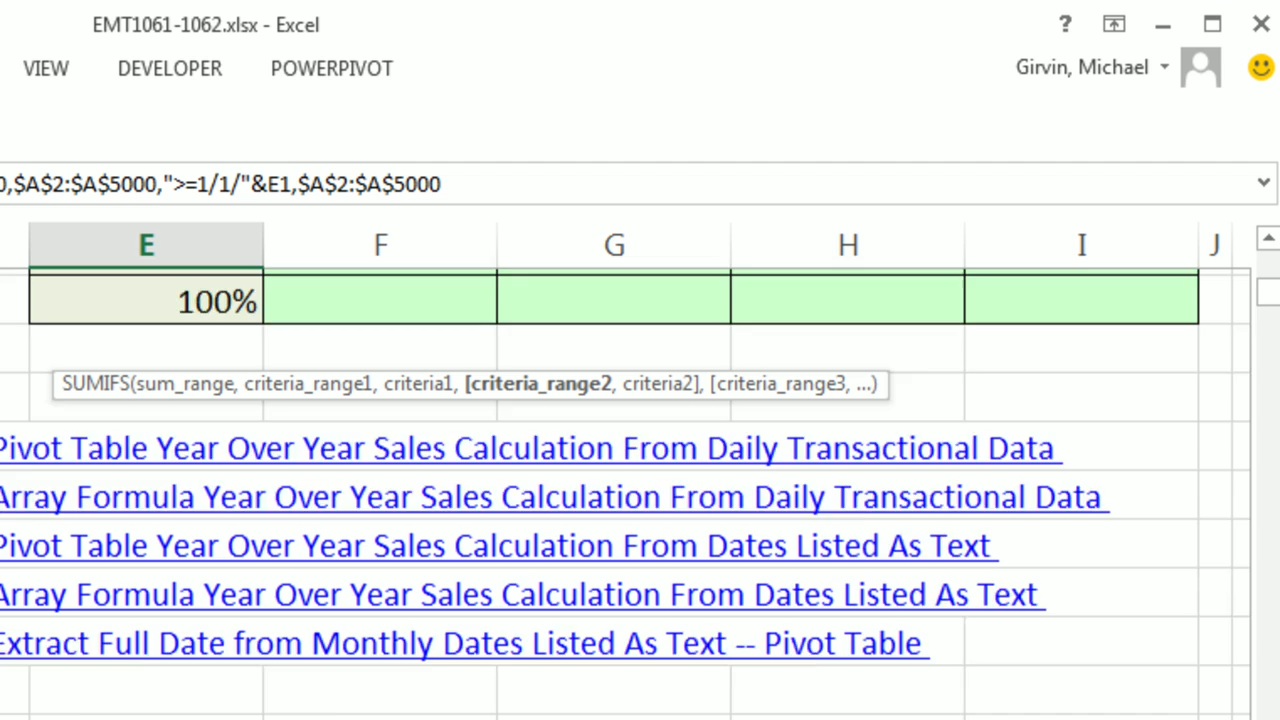 EMT1061-1062.xlsx - Excel
?
VIEW DEVELOPER POWERPIVOT
Girvin, Michael
0,$A$2:$A$5000,">=1/1/"&E1,$A$2:$A$5000
E F G H I J
100%
SUMIFS(sum_range, criteria_range1, criteria1, [criteria_range2, criteria2], [criteria_range3, ...)
Pivot Table Year Over Year Sales Calculation From Daily Transactional Data
Array Formula Year Over Year Sales Calculation From Daily Transactional Data
Pivot Table Year Over Year Sales Calculation From Dates Listed As Text
Array Formula Year Over Year Sales Calculation From Dates Listed As Text
Extract Full Date from Monthly Dates Listed As Text -- Pivot Table